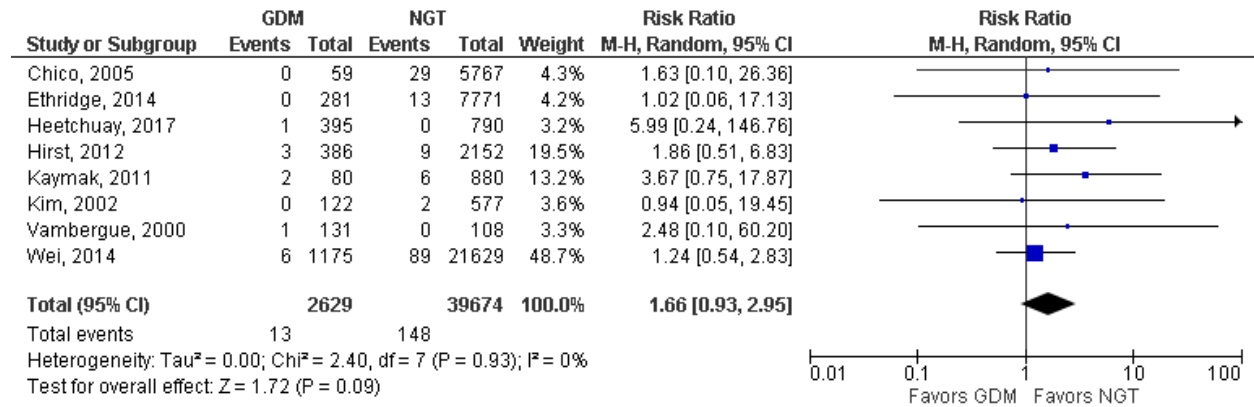 GDM NGT Risk Ratio Risk Ratio
Study or Subgroup Events Total Events Total Weight M-H, Random, 95% CI M-H, Random, 95% CI
Chico, 2005 0 59 29 5767 4.3% 1.63 [0.10, 26.36]
Ethridge, 2014 0 281 13 7771 4.2% 1.02 [0.06, 17.13]
Heetchuay, 2017 1 395 0 790 3.2% 5.99 [0.24, 146.76]
Hirst, 2012 3 386 9 2152 19.5% 1.86 [0.51, 6.83]
Kaymak, 2011 2 80 6 880 13.2% 3.67 [0.75, 17.87]
Kim, 2002 0 122 2 577 3.6% 0.94 [0.05, 19.45]
Vambergue, 2000 1 131 0 108 3.3% 2.48 [0.10, 60.20]
Wei, 2014 6 1175 89 21629 48.7% 1.24 [0.54, 2.83]
Total (95% CI) 2629 39674 100.0% 1.66 [0.93, 2.95]
Total events 13 148
Heterogeneity: Tau² = 0.00; Chi² = 2.40, df = 7 (P = 0.93); I² = 0%
Test for overall effect: Z = 1.72 (P = 0.09)
0.01 0.1 1 10 100
Favors GDM Favors NGT